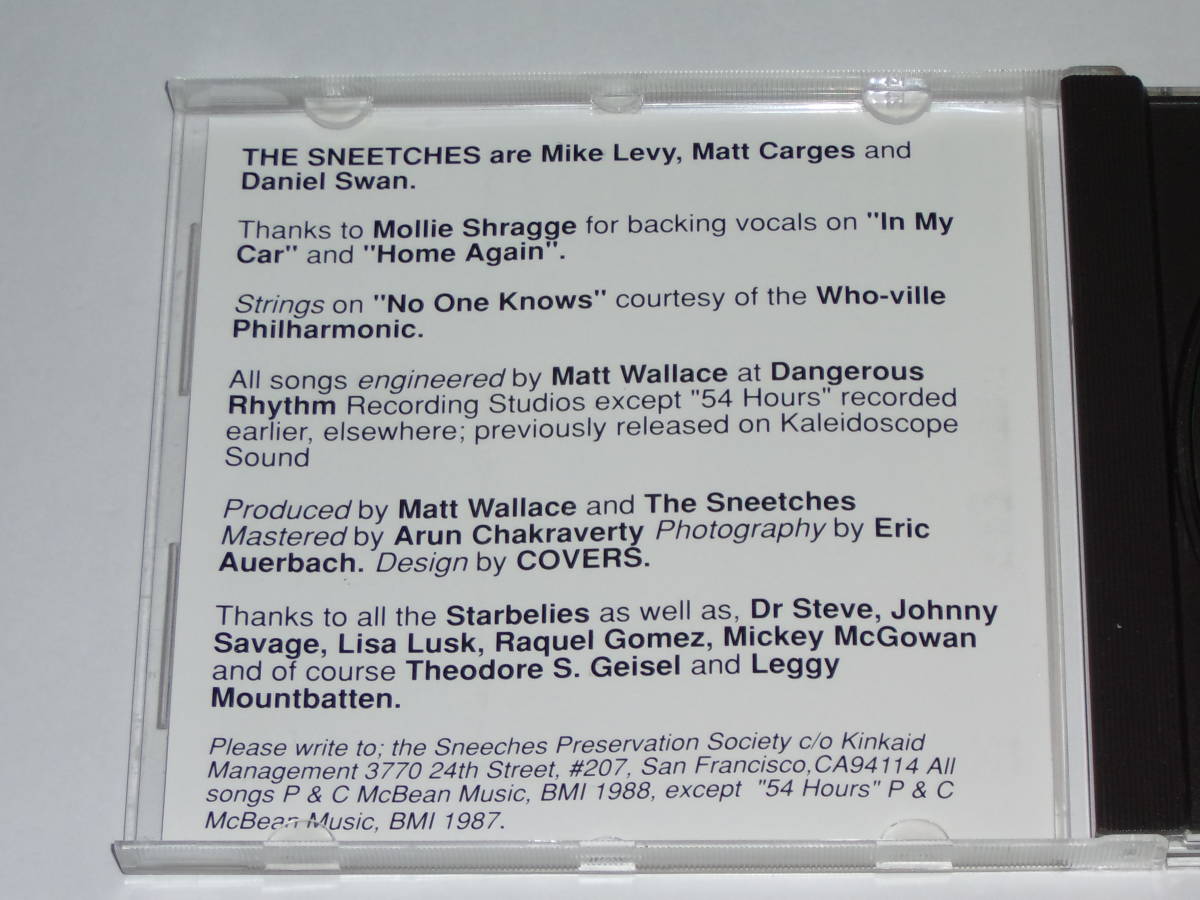 THE SNEETCHES are Mike Levy, Matt Carges and
Daniel Swan.
Thanks to Mollie Shragge for backing vocals on "In My
Car" and "Home Again".
Strings on "No One Knows" courtesy of the Who-ville
Philharmonic.
All songs engineered by Matt Wallace at Dangerous
Rhythm Recording Studios except "54 Hours" recorded
earlier, elsewhere; previously released on Kaleidoscope
Sound
Produced by Matt Wallace and The Sneetches
Mastered by Arun Chakraverty Photography by Eric
Auerbach. Design by COVERS.
Thanks to all the Starbelies as well as, Dr Steve, Johnny
Savage, Lisa Lusk, Raquel Gomez, Mickey McGowan
and of course Theodore S. Geisel and Leggy
Mountbatten.
Please write to; the Sneeches Preservation Society c/o Kinkaid
Management 3770 24th Street, #207, San Francisco,CA94114 All
songs P & C McBean Music, BMI 1988, except "54 Hours" P & C
McBean Music, BMI 1987.